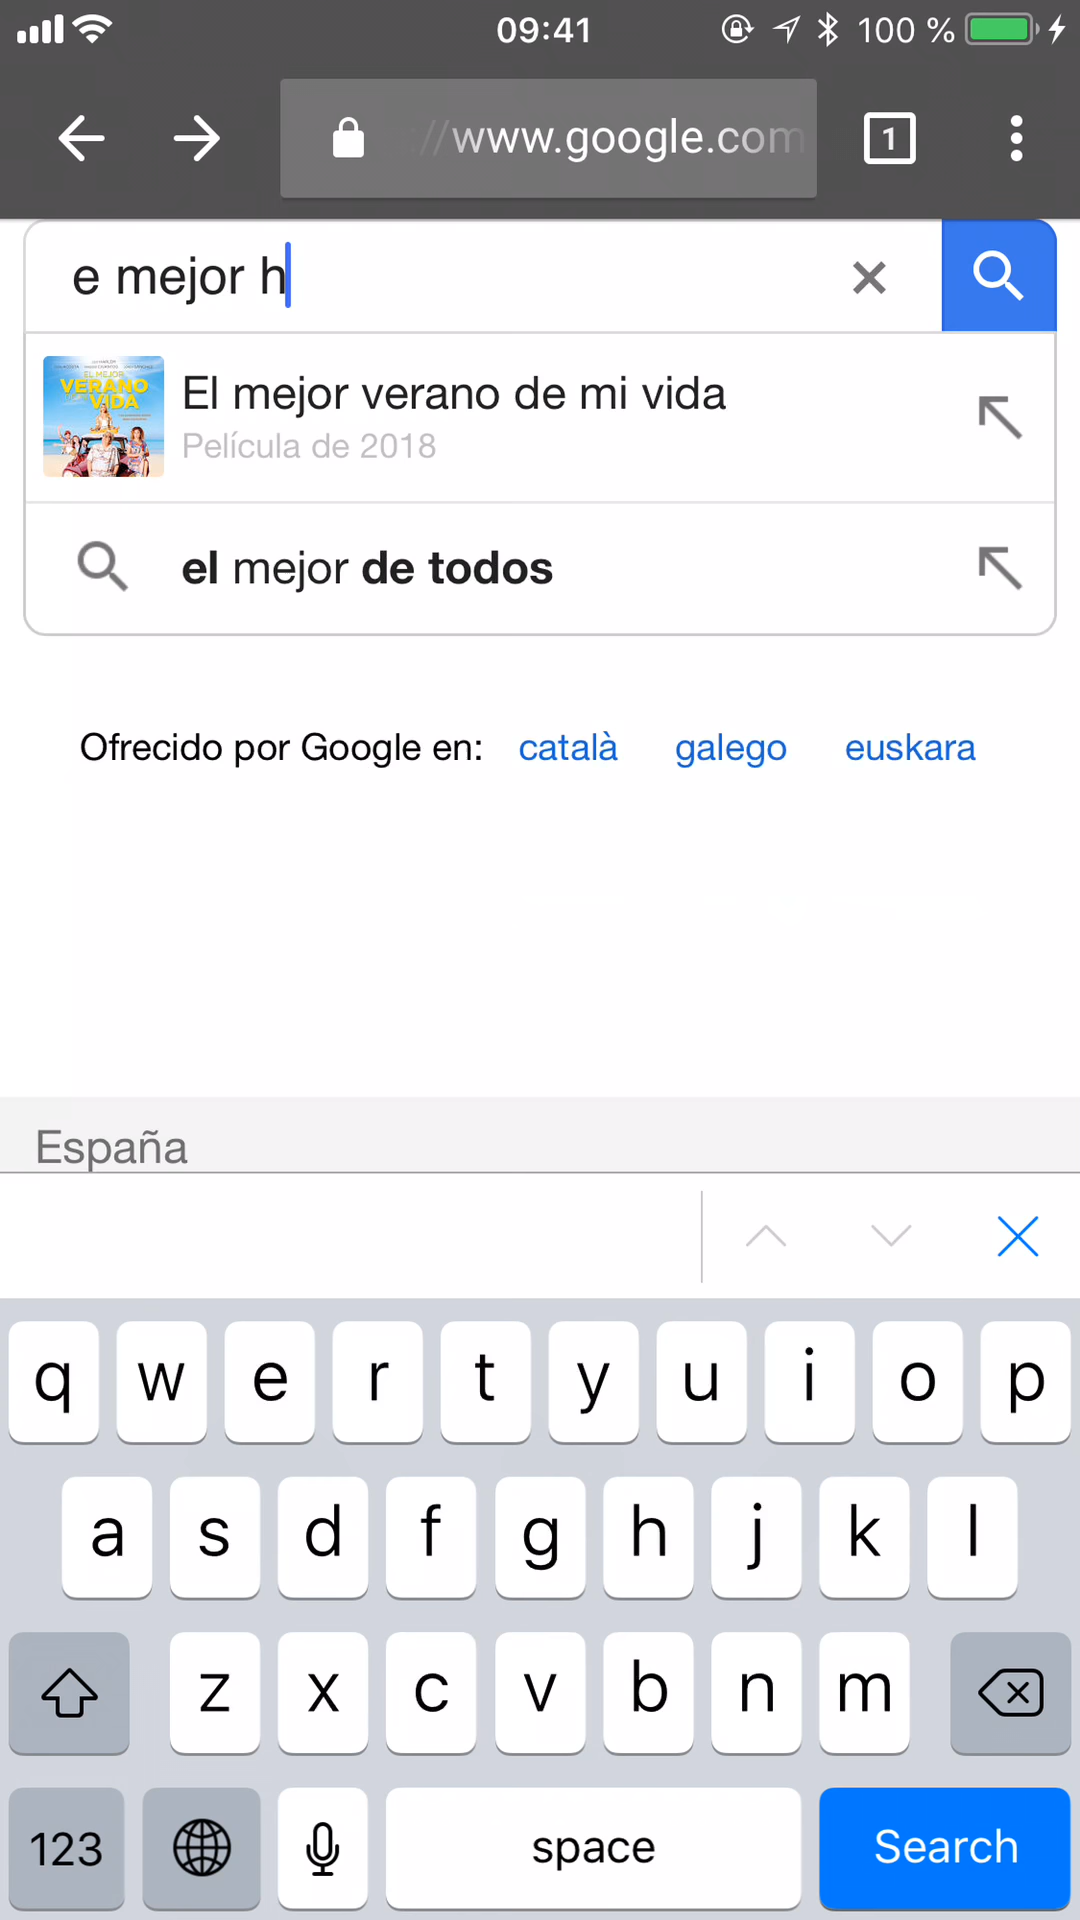 09:41 100 %
://www.google.com 1
e mejor h
EL MEJOR
VERANO
VIDA
El mejor verano de mi vida
Película de 2018
el mejor de todos
Ofrecido por Google en: català galego euskara
España
q w e r t y u i o p
a s d f g h j k l
z x c v b n m
123 space Search